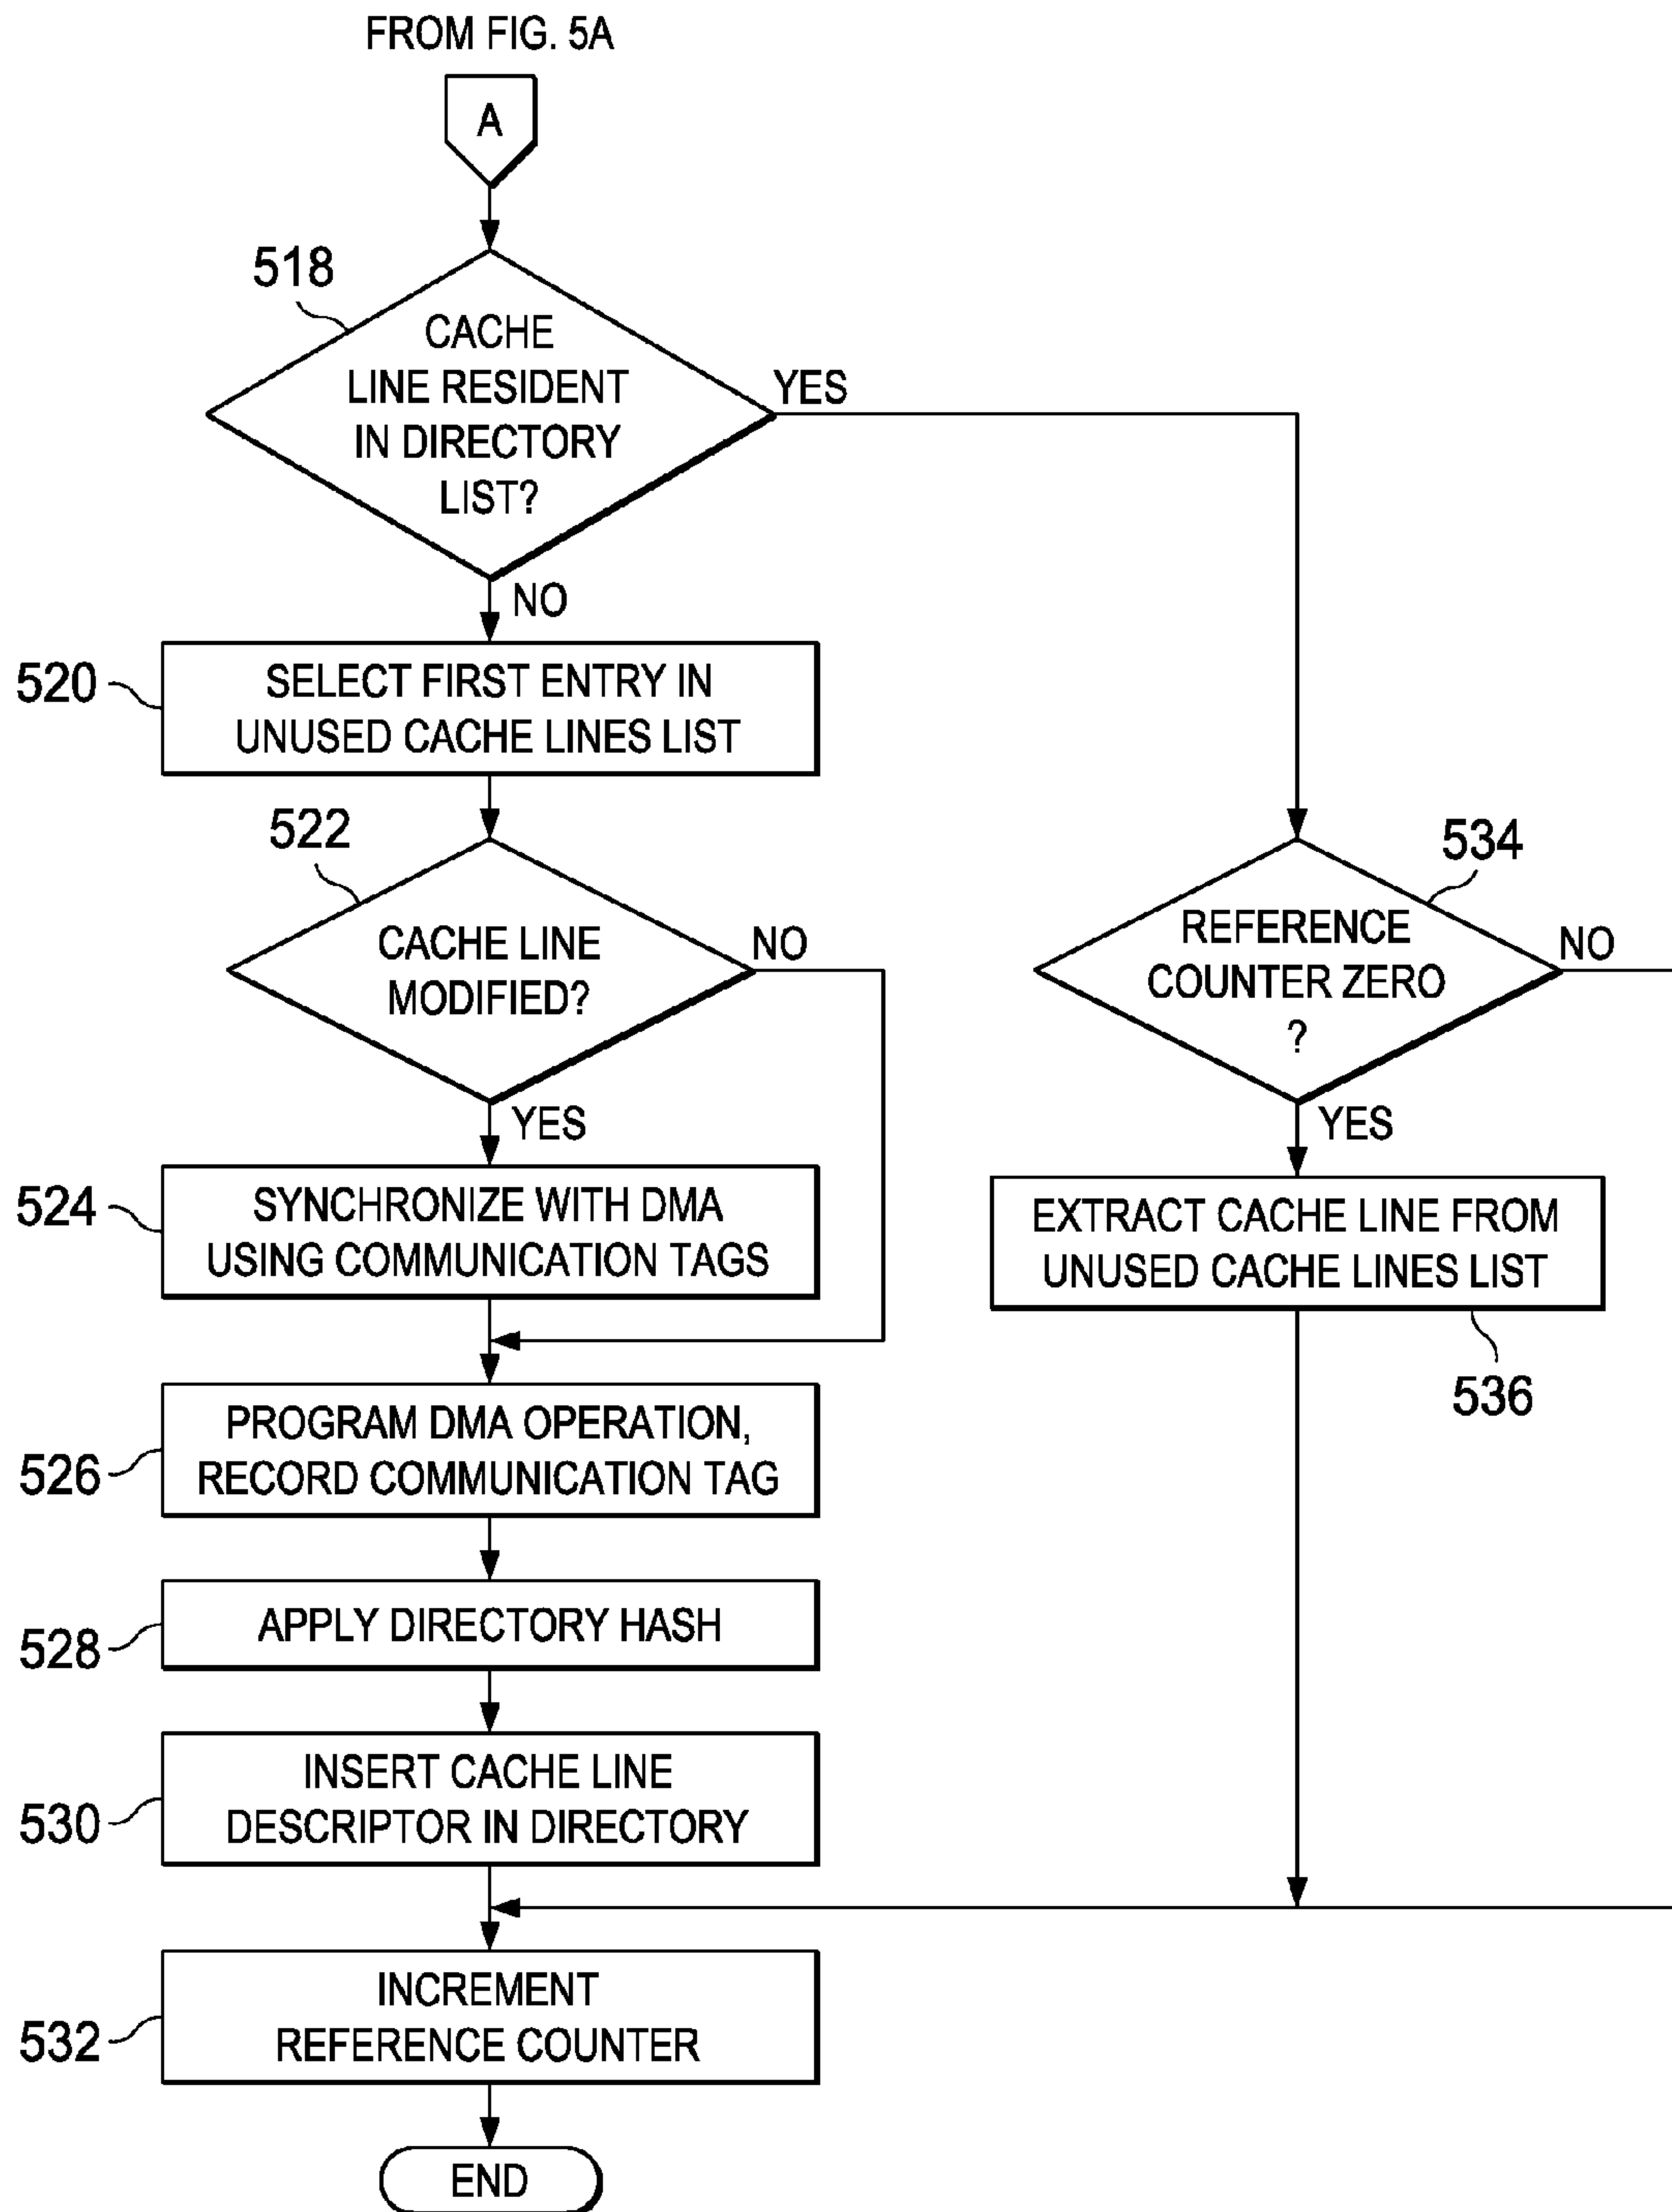 FROM FIG. 5A
A
518
CACHE
LINE RESIDENT
IN DIRECTORY
LIST?
YES
NO
520
SELECT FIRST ENTRY IN
UNUSED CACHE LINES LIST
522
CACHE LINE
MODIFIED?
NO
YES
534
REFERENCE
COUNTER ZERO
?
NO
YES
524
SYNCHRONIZE WITH DMA
USING COMMUNICATION TAGS
EXTRACT CACHE LINE FROM
UNUSED CACHE LINES LIST
536
526
PROGRAM DMA OPERATION,
RECORD COMMUNICATION TAG
528
APPLY DIRECTORY HASH
530
INSERT CACHE LINE
DESCRIPTOR IN DIRECTORY
532
INCREMENT
REFERENCE COUNTER
END